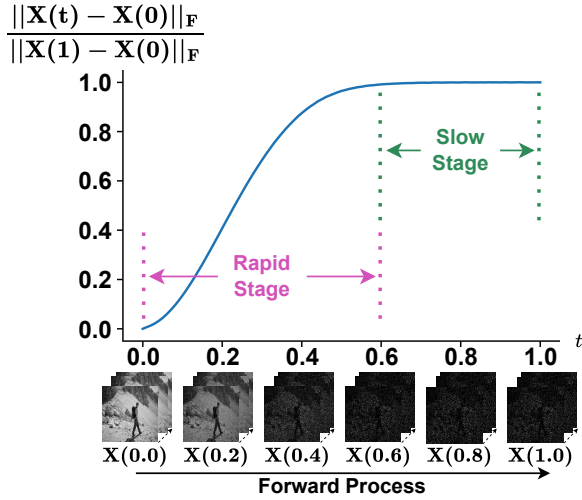 ||X(t) − X(0)||F
||X(1) − X(0)||F
1.0
0.8
0.6
0.4
0.2
0.0
Slow
Stage
Rapid
Stage
t
0.0 0.2 0.4 0.6 0.8 1.0
X(0.0) X(0.2) X(0.4) X(0.6) X(0.8) X(1.0)
Forward Process